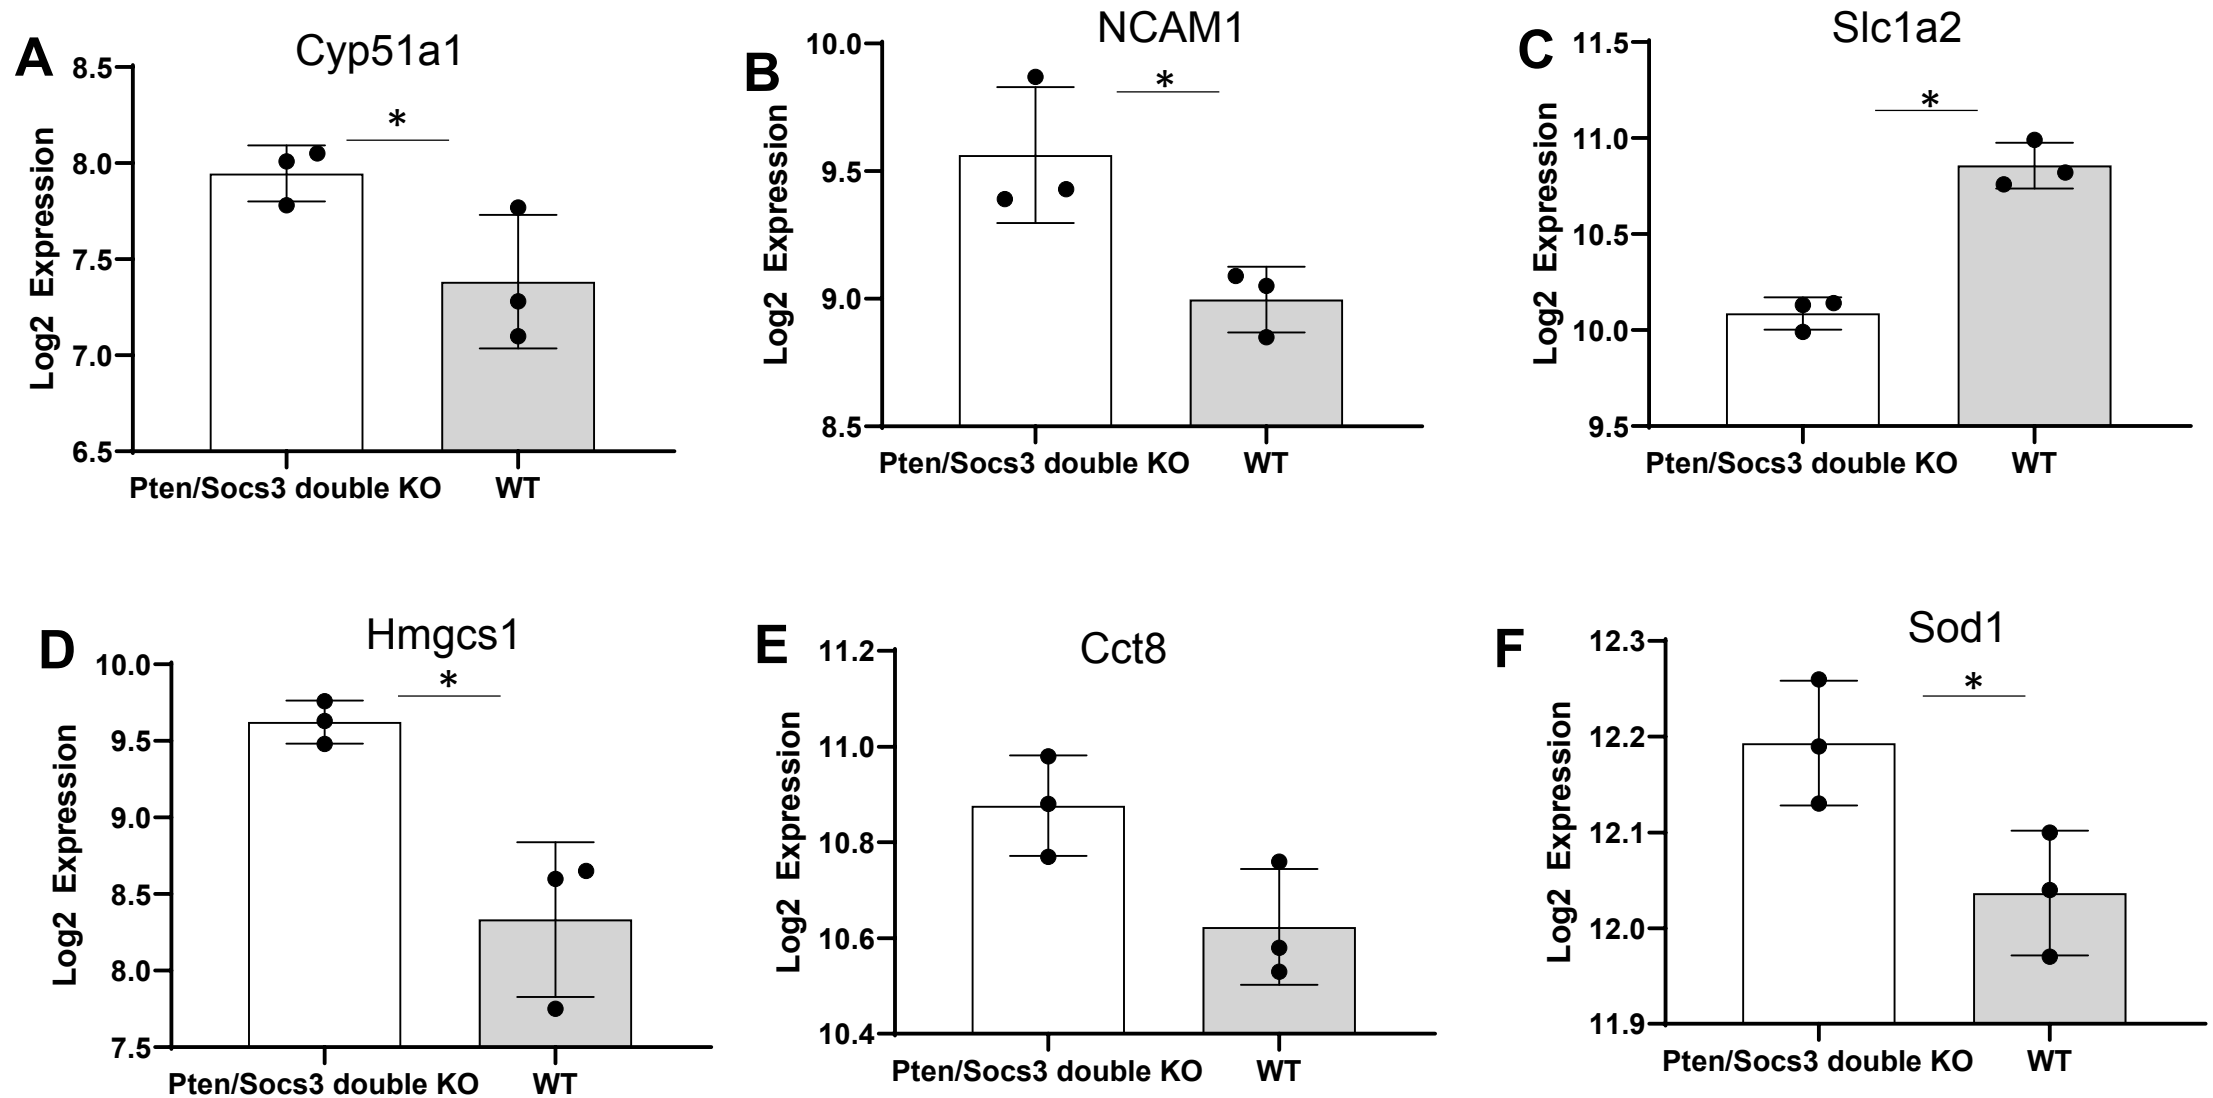 A
Cyp51a1
8.5
8.0
7.5
7.0
6.5
Log2 Expression
*
Pten/Socs3 double KO
WT
B
NCAM1
10.0
9.5
9.0
8.5
Log2 Expression
*
Pten/Socs3 double KO
WT
C
Slc1a2
11.5
11.0
10.5
10.0
9.5
Log2 Expression
*
Pten/Socs3 double KO
WT
D
Hmgcs1
10.0
9.5
9.0
8.5
8.0
7.5
Log2 Expression
*
Pten/Socs3 double KO
WT
E
Cct8
11.2
11.0
10.8
10.6
10.4
Log2 Expression
Pten/Socs3 double KO
WT
F
Sod1
12.3
12.2
12.1
12.0
11.9
Log2 Expression
*
Pten/Socs3 double KO
WT